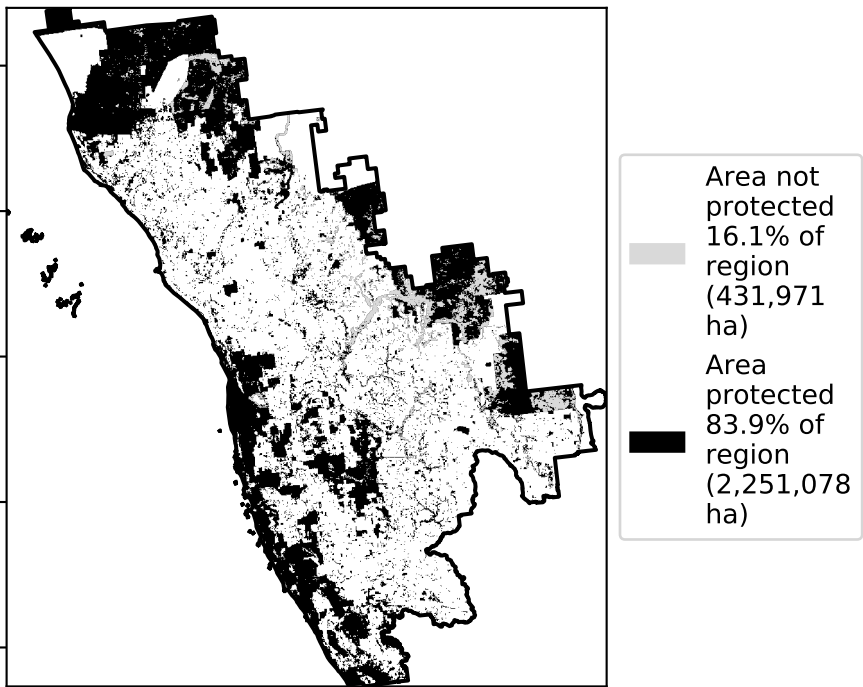 Area not
protected
16.1% of
region
(431,971
ha)
Area
protected
83.9% of
region
(2,251,078
ha)